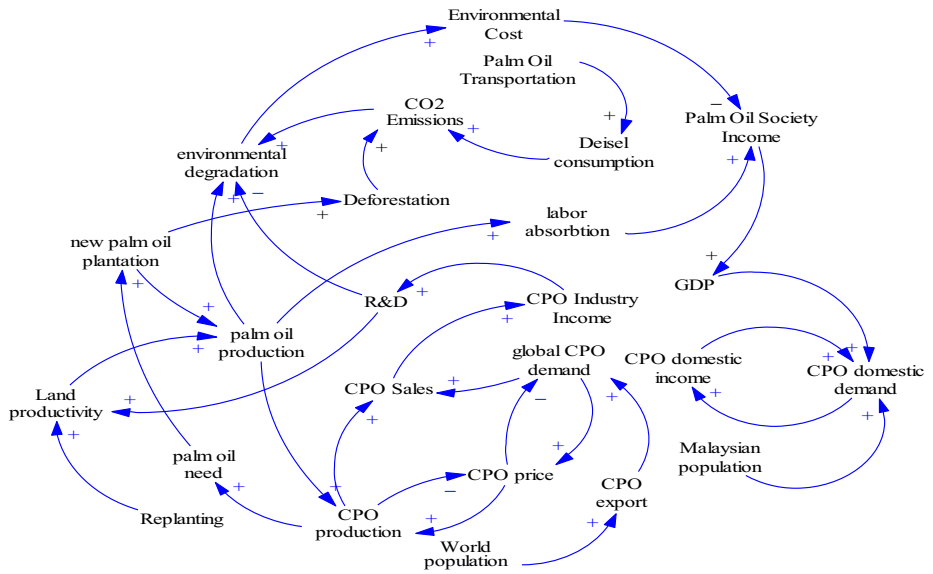 Environmental
Cost
Palm Oil
Transportation
CO2
Emissions
Palm Oil Society
Income
environmental
degradation
Deisel
consumption
Deforestation
labor
absorbtion
new palm oil
plantation
GDP
R&D
CPO Industry
Income
palm oil
production
global CPO
demand
CPO domestic
income
CPO domestic
demand
CPO Sales
Land
productivity
palm oil
need
CPO price
Malaysian
population
CPO
export
Replanting
CPO
production
World
population